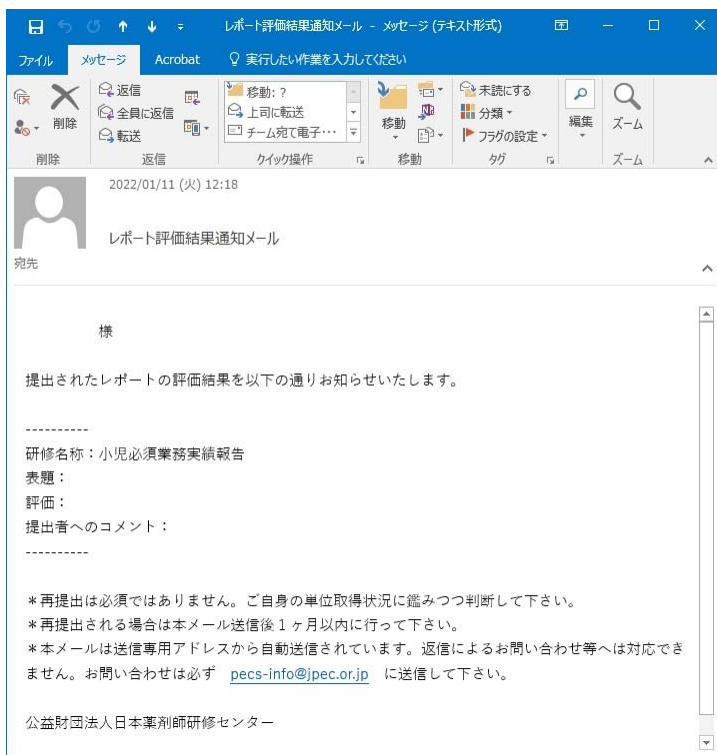 レポート評価結果通知メール - メッセージ (テキスト形式)
ファイル メッセージ Acrobat 実行したい作業を入力してください
削除
返信
全員に返信
転送
移動: ?
上司に転送
チーム宛て電子…
移動
未読にする
分類
フラグの設定
編集
ズーム
削除 返信 クイック操作 移動 タグ ズーム
2022/01/11 (火) 12:18
レポート評価結果通知メール
宛先
様
提出されたレポートの評価結果を以下の通りお知らせいたします。
----------
研修名称:小児必須業務実績報告
表題:
評価:
提出者へのコメント:
----------
*再提出は必須ではありません。ご自身の単位取得状況に鑑みつつ判断して下さい。
*再提出される場合は本メール送信後1ヶ月以内に行って下さい。
*本メールは送信専用アドレスから自動送信されています。返信によるお問い合わせ等へは対応でき
ません。お問い合わせは必ず pecs-info@jpec.or.jp に送信して下さい。
公益財団法人日本薬剤師研修センター